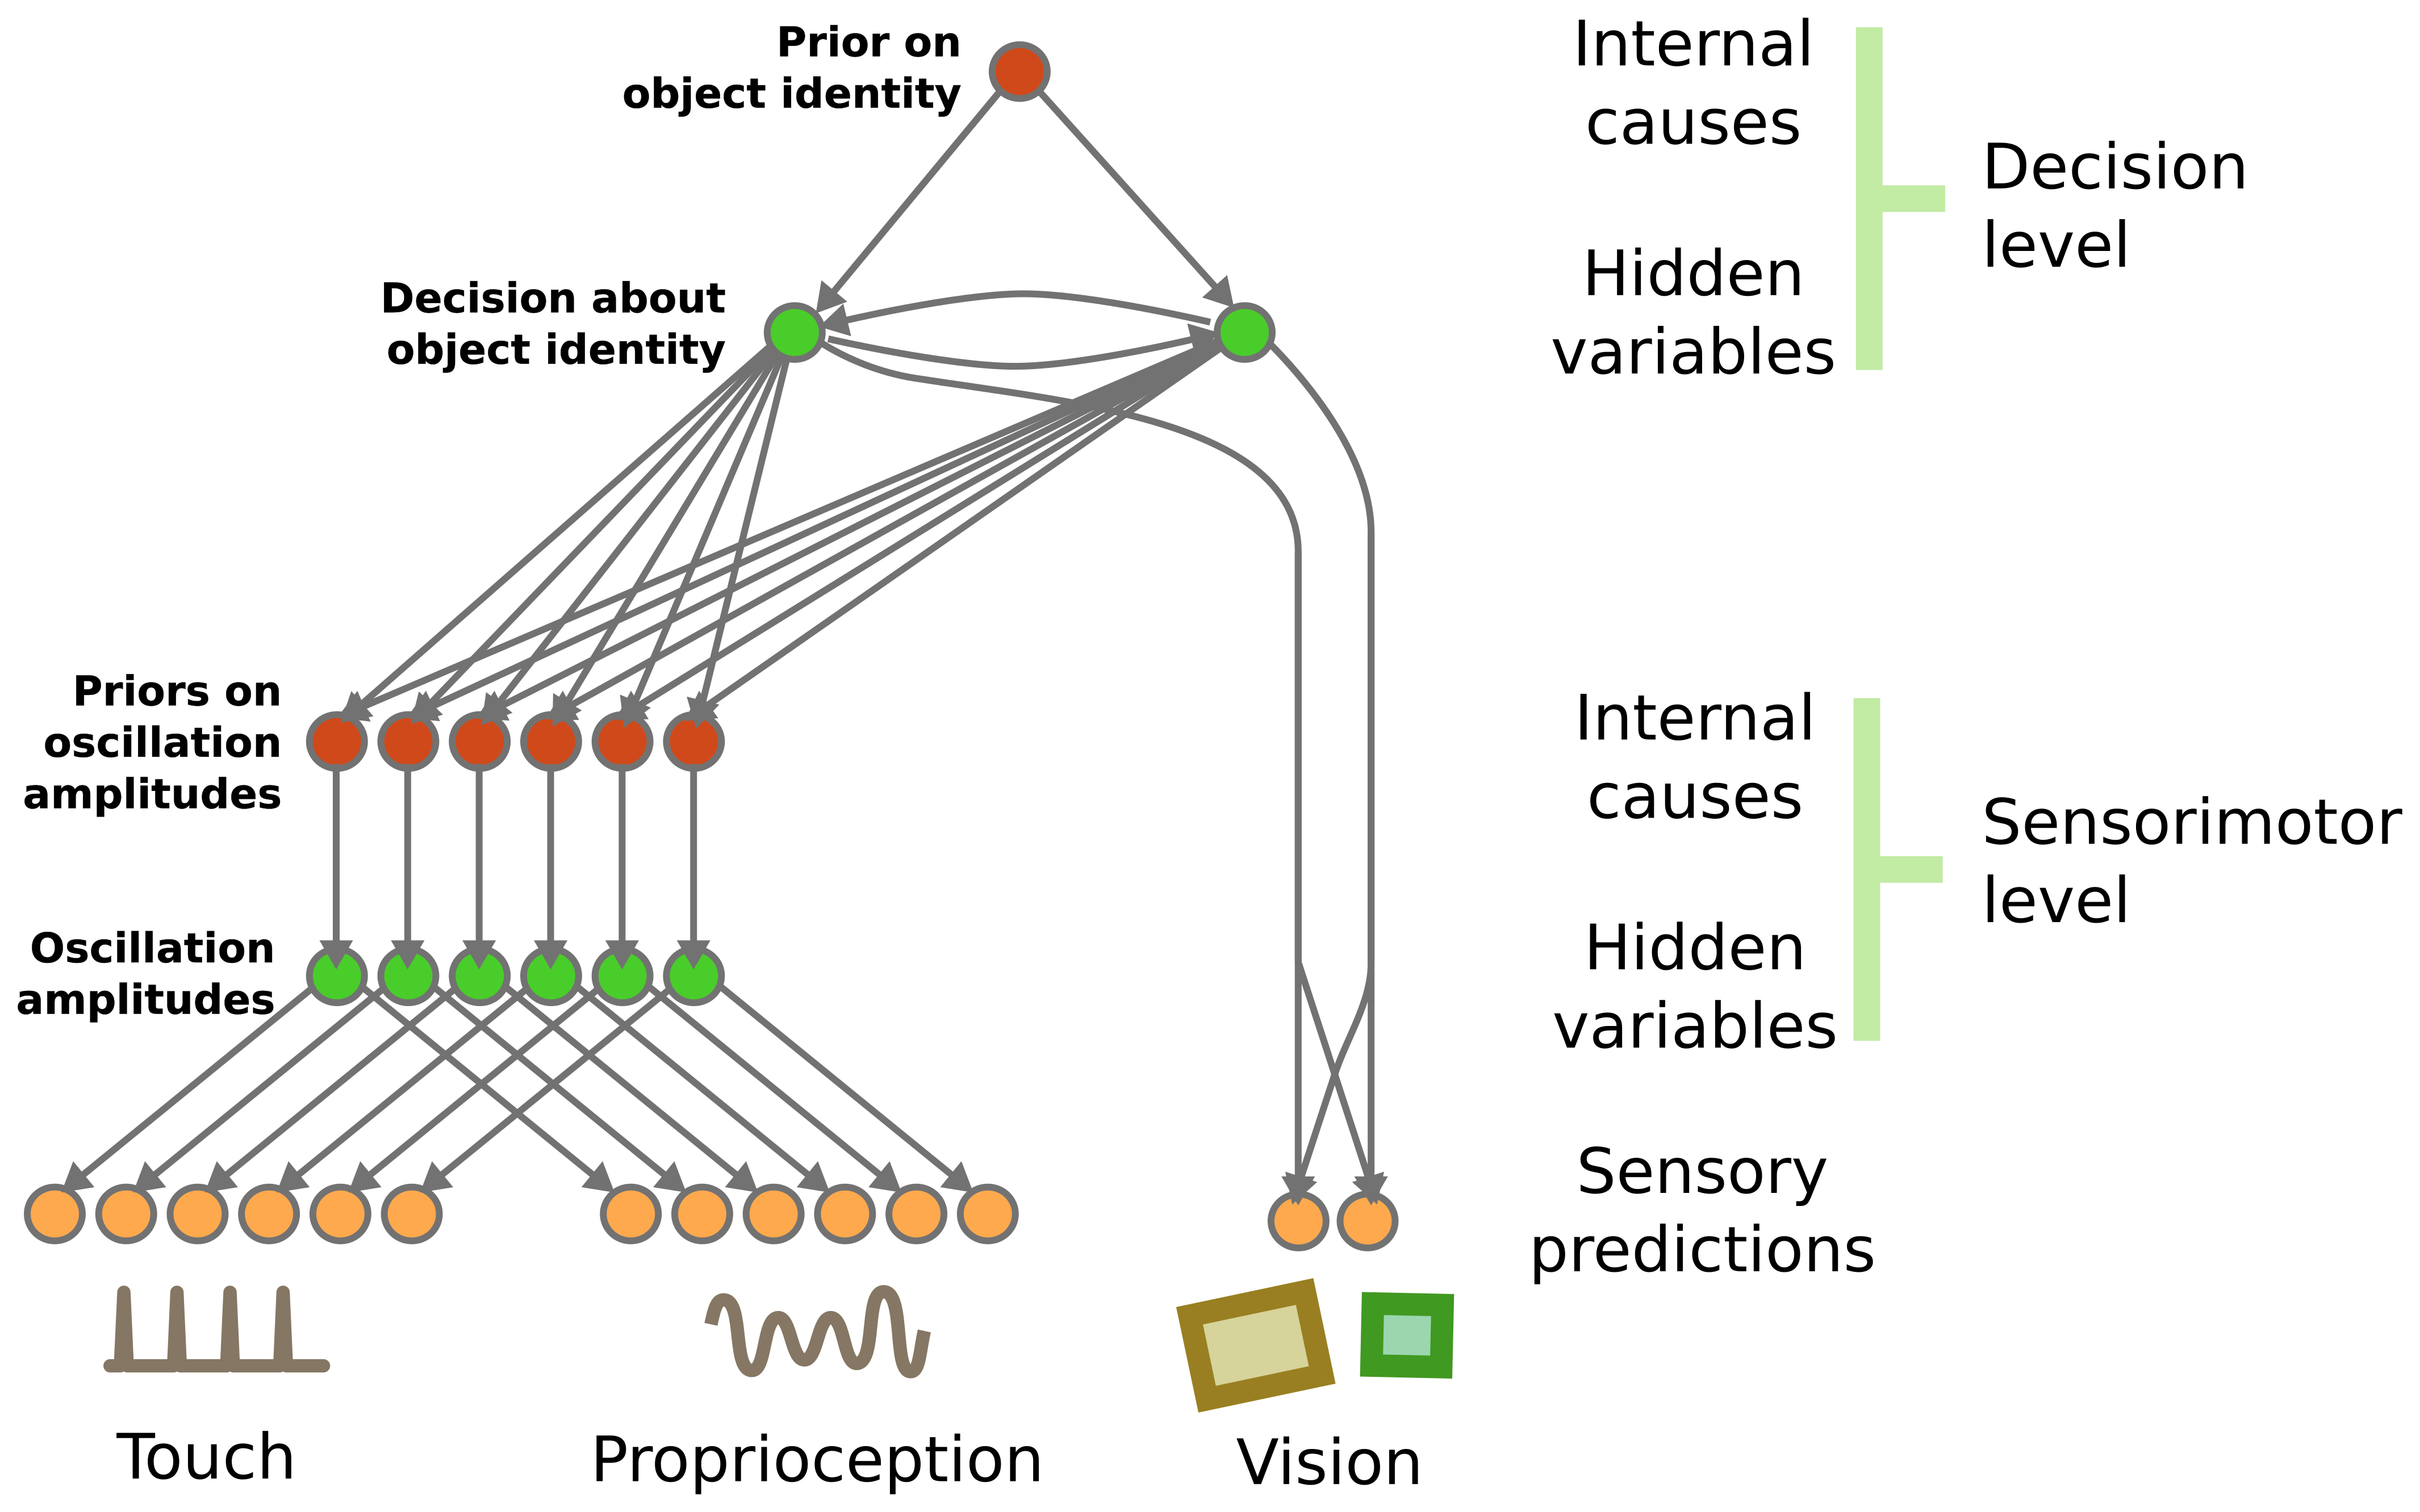 Prior on
object identity
Decision about
object identity
Priors on
oscillation
amplitudes
Oscillation
amplitudes
Touch
Proprioception
Vision
Internal
causes
Hidden
variables
Decision
level
Internal
causes
Hidden
variables
Sensorimotor
level
Sensory
predictions